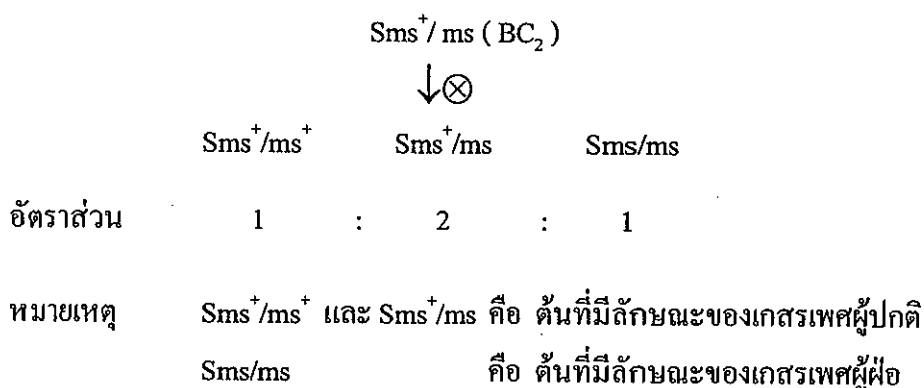 Sms⁺/ ms ( BC₂ )
↓⊗
Sms⁺/ms⁺ Sms⁺/ms Sms/ms
อัตราส่วน 1 : 2 : 1
หมายเหตุ Sms⁺/ms⁺ และ Sms⁺/ms คือ ต้นที่มีลักษณะของเกสรเพศผู้ปกติ
Sms/ms คือ ต้นที่มีลักษณะของเกสรเพศผู้ฝ่อ